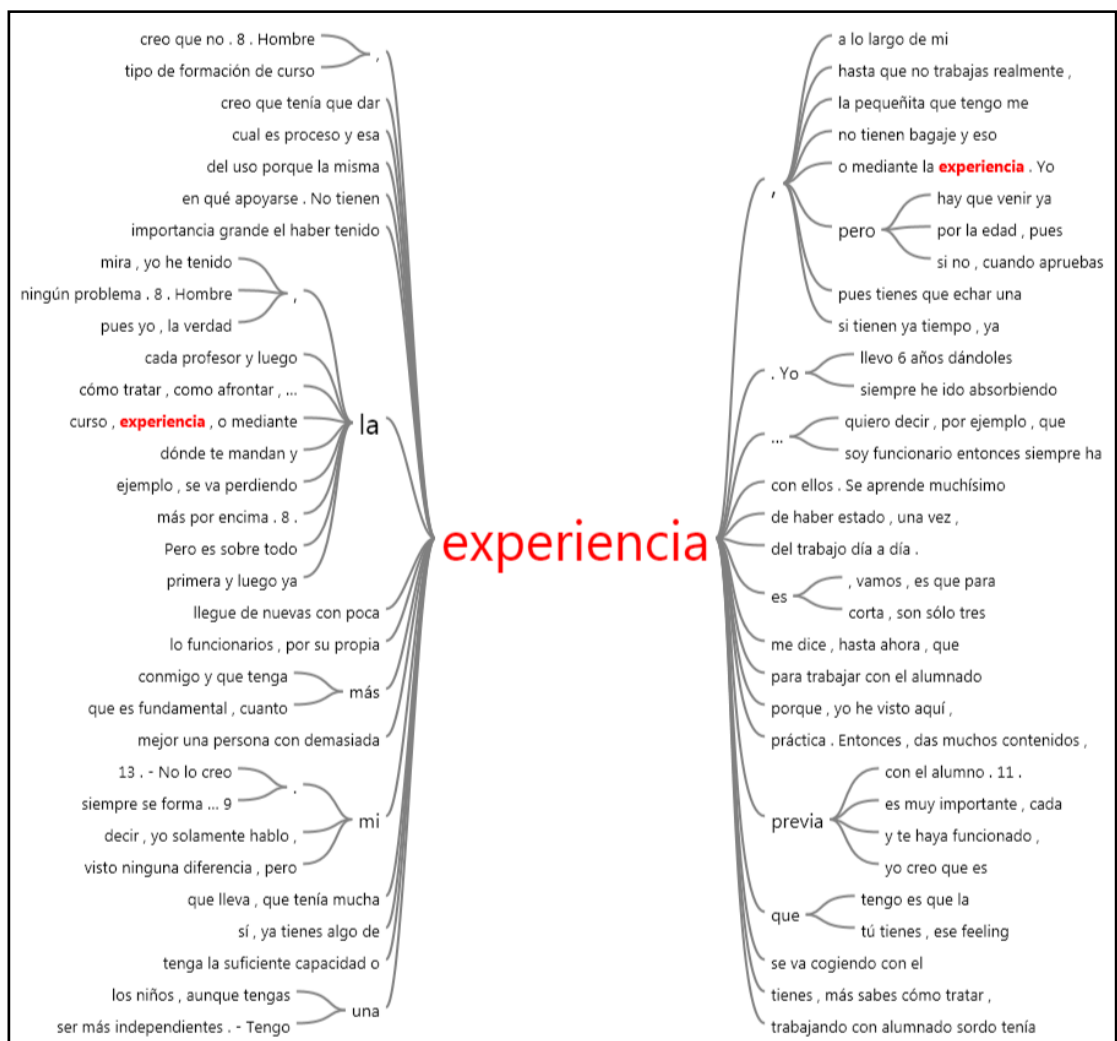 creo que no . 8 . Hombre
tipo de formación de curso
,
creo que tenía que dar
cual es proceso y esa
del uso porque la misma
en qué apoyarse . No tienen
importancia grande el haber tenido
mira , yo he tenido
ningún problema . 8 . Hombre
pues yo , la verdad
,
cada profesor y luego
cómo tratar , como afrontar , ...
curso , experiencia , o mediante
dónde te mandan y
ejemplo , se va perdiendo
más por encima . 8 .
Pero es sobre todo
primera y luego ya
la
llegue de nuevas con poca
lo funcionarios , por su propia
conmigo y que tenga
que es fundamental , cuanto
más
mejor una persona con demasiada
13 . - No lo creo
siempre se forma ... 9
.
decir , yo solamente hablo ,
visto ninguna diferencia , pero
mi
que lleva , que tenía mucha
sí , ya tienes algo de
tenga la suficiente capacidad o
los niños , aunque tengas
ser más independientes . - Tengo
una
experiencia
,
a lo largo de mi
hasta que no trabajas realmente ,
la pequeñita que tengo me
no tienen bagaje y eso
o mediante la experiencia . Yo
pero
hay que venir ya
por la edad , pues
si no , cuando apruebas
pues tienes que echar una
si tienen ya tiempo , ya
. Yo
llevo 6 años dándoles
siempre he ido absorbiendo
...
quiero decir , por ejemplo , que
soy funcionario entonces siempre ha
con ellos . Se aprende muchísimo
de haber estado , una vez ,
del trabajo día a día .
es
, vamos , es que para
corta , son sólo tres
me dice , hasta ahora , que
para trabajar con el alumnado
porque , yo he visto aquí ,
práctica . Entonces , das muchos contenidos ,
previa
con el alumno . 11 .
es muy importante , cada
y te haya funcionado ,
yo creo que es
que
tengo es que la
tú tienes , ese feeling
se va cogiendo con el
tienes , más sabes cómo tratar ,
trabajando con alumnado sordo tenía